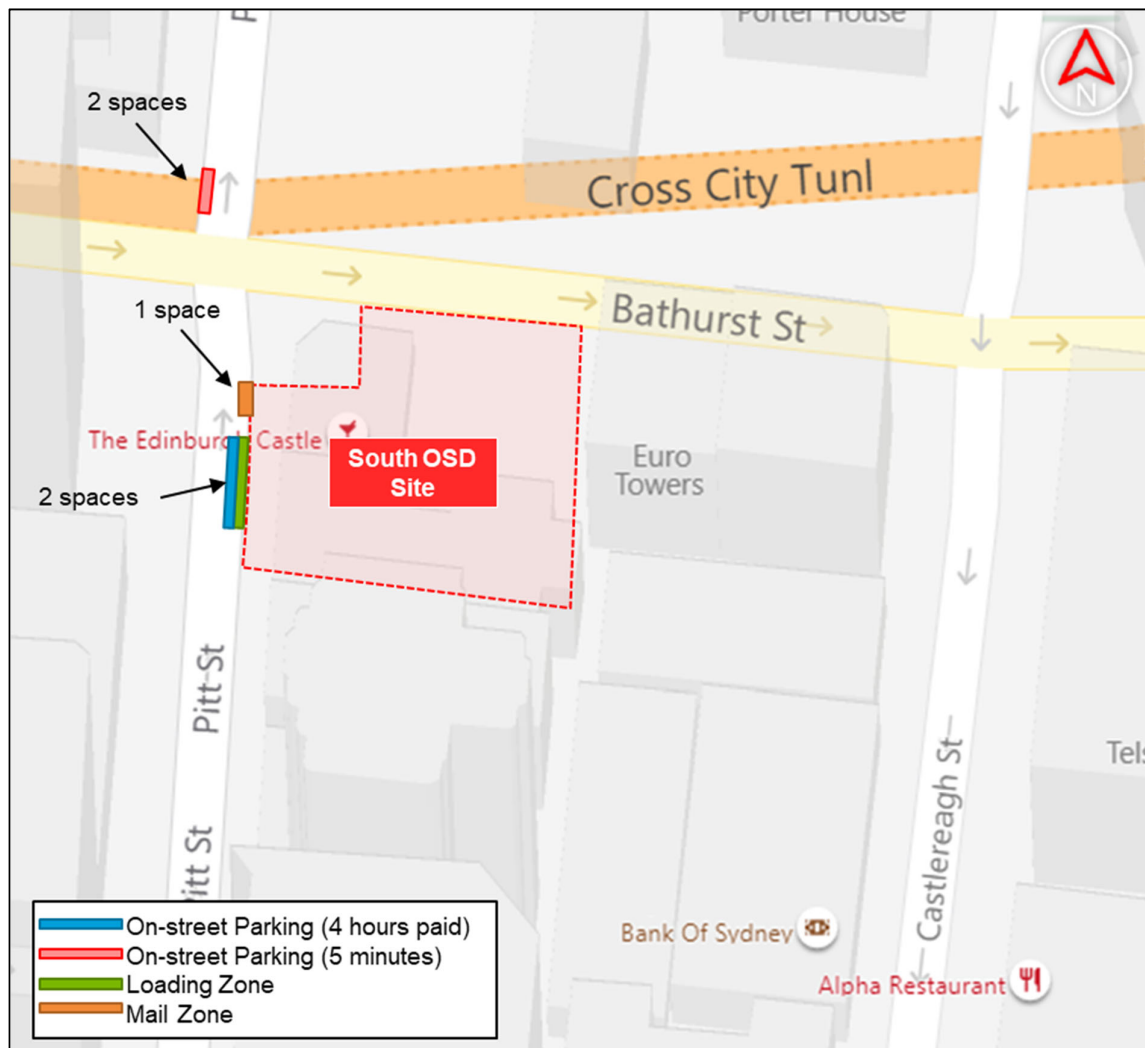 Porter House
N
2 spaces
Cross City Tunl
Bathurst St
1 space
The Edinburgh Castle
South OSD
Site
Euro
Towers
2 spaces
Pitt St
Castlereagh St
Pitt St
Bank Of Sydney
Alpha Restaurant
On-street Parking (4 hours paid)
On-street Parking (5 minutes)
Loading Zone
Mail Zone